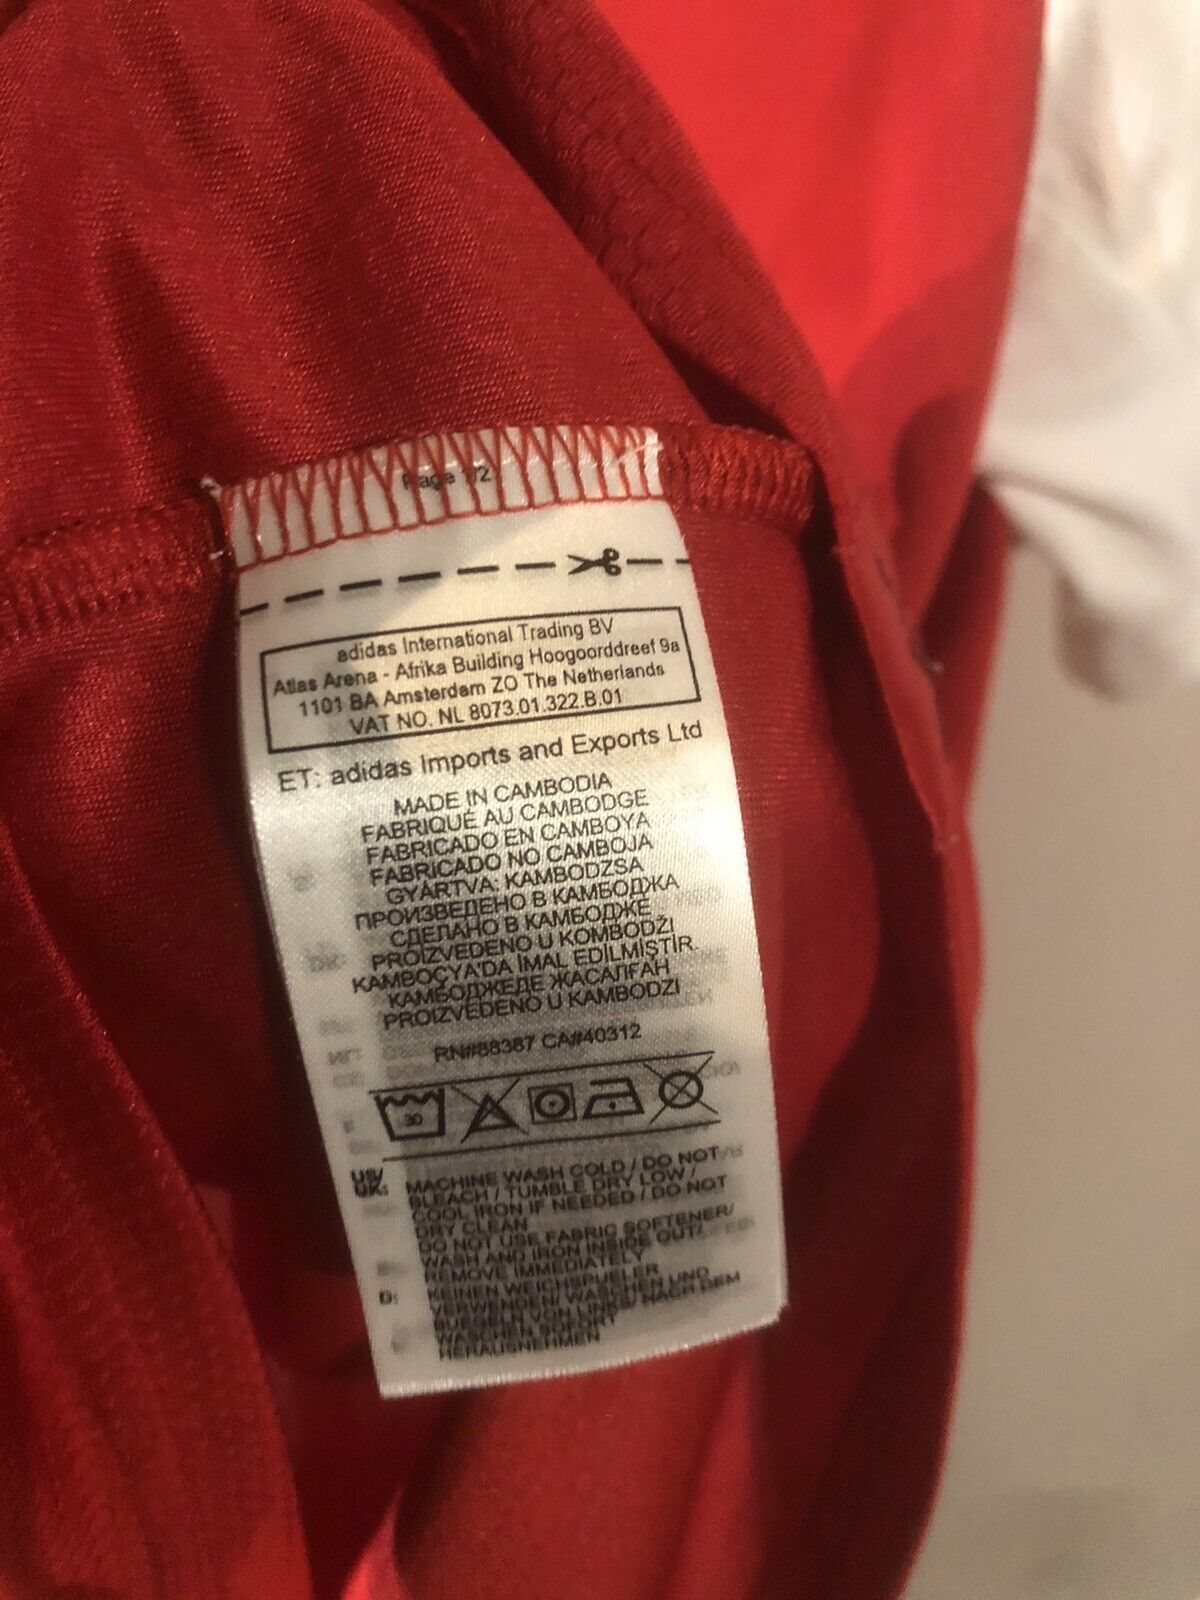 Page 1/2
adidas International Trading BV
Atlas Arena - Afrika Building Hoogoorddreef 9a
1101 BA Amsterdam ZO The Netherlands
VAT NO. NL 8073.01.322.B.01
ET: adidas Imports and Exports Ltd
MADE IN CAMBODIA
FABRIQUÉ AU CAMBODGE
FABRICADO EN CAMBOYA
FABRICADO NO CAMBOJA
GYÁRTVA: KAMBODZSA
ПРОИЗВЕДЕНО В КАМБОДЖА
СДЕЛАНО В КАМБОДЖЕ
PROIZVEDENO U KOMBODŽI
KAMBOÇYA'DA İMAL EDİLMİŞTİR.
КАМБОДЖЕДЕ ЖАСАЛҒАН
PROIZVEDENO U KAMBODZI
RN#88387 CA#40312
30
US/UK: MACHINE WASH COLD / DO NOT
BLEACH / TUMBLE DRY LOW /
COOL IRON IF NEEDED / DO NOT
DRY CLEAN
DO NOT USE FABRIC SOFTENER/
WASH AND IRON INSIDE OUT/
REMOVE IMMEDIATELY
D: KEINEN WEICHSPUELER
VERWENDEN/ WASCHEN UND
BUEGELN VON LINKS/ NACH DEM
WASCHEN SOFORT
HERAUSNEHMEN